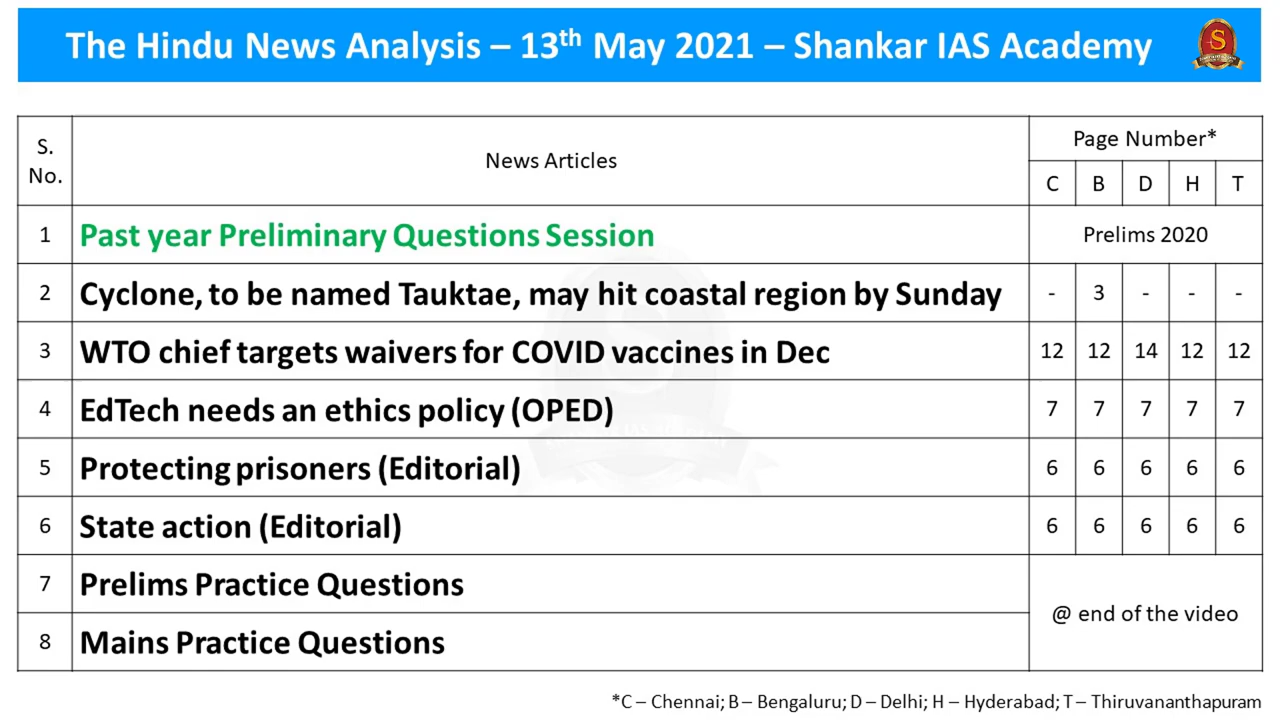 The Hindu News Analysis – 13th May 2021 – Shankar IAS Academy
S
S. No. News Articles Page Number*
C B D H T
1 Past year Preliminary Questions Session Prelims 2020
2 Cyclone, to be named Tauktae, may hit coastal region by Sunday - 3 - - -
3 WTO chief targets waivers for COVID vaccines in Dec 12 12 14 12 12
4 EdTech needs an ethics policy (OPED) 7 7 7 7 7
5 Protecting prisoners (Editorial) 6 6 6 6 6
6 State action (Editorial) 6 6 6 6 6
7 Prelims Practice Questions
@ end of the video
8 Mains Practice Questions
*C – Chennai; B – Bengaluru; D – Delhi; H – Hyderabad; T – Thiruvananthapuram